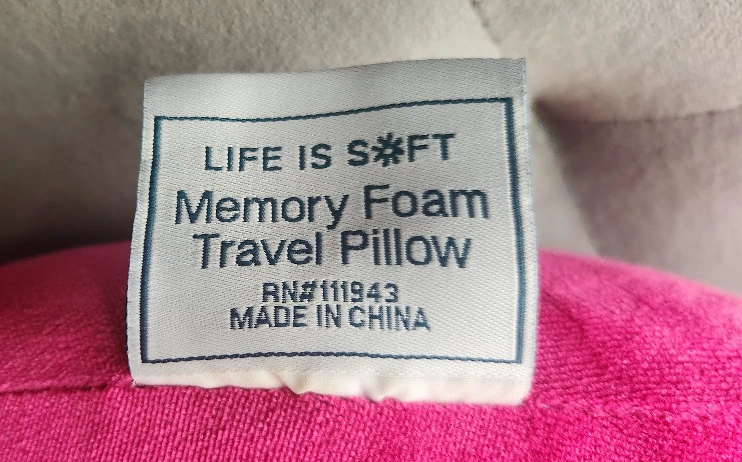 LIFE IS S☼FT
Memory Foam
Travel Pillow
RN#111943
MADE IN CHINA